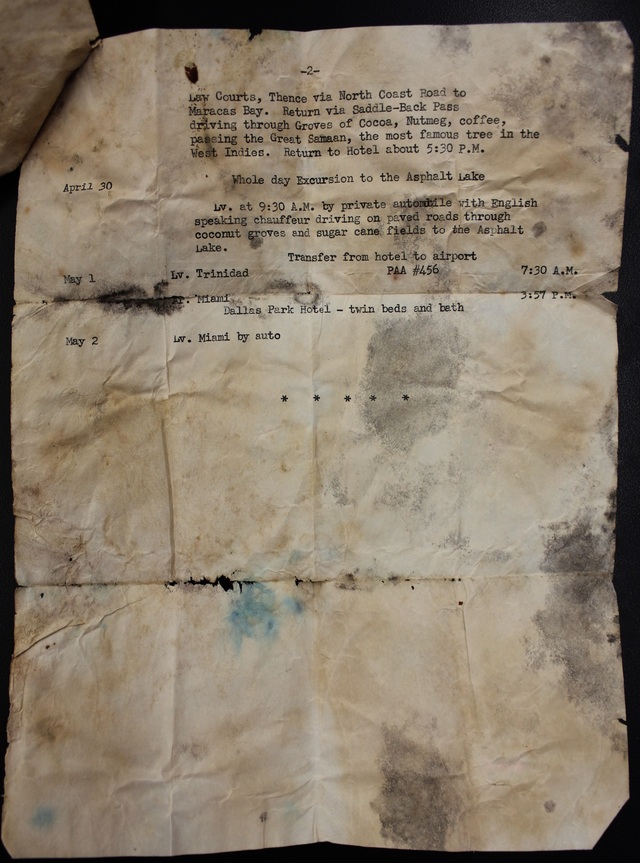 -2-
Law Courts, Thence via North Coast Road to
Maracas Bay. Return via Saddle-Back Pass
driving through Groves of Cocoa, Nutmeg, coffee,
passing the Great Samaan, the most famous tree in the
West Indies. Return to Hotel about 5:30 P.M.
April 30 Whole day Excursion to the Asphalt Lake
Lv. at 9:30 A.M. by private automobile with English
speaking chauffeur driving on paved roads through
coconut groves and sugar cane fields to the Asphalt
Lake.
Transfer from hotel to airport
May 1 Lv. Trinidad PAA #456 7:30 A.M.
Ar. Miami 3:57 P.M.
Dallas Park Hotel - twin beds and bath
May 2 Lv. Miami by auto
* * * * *